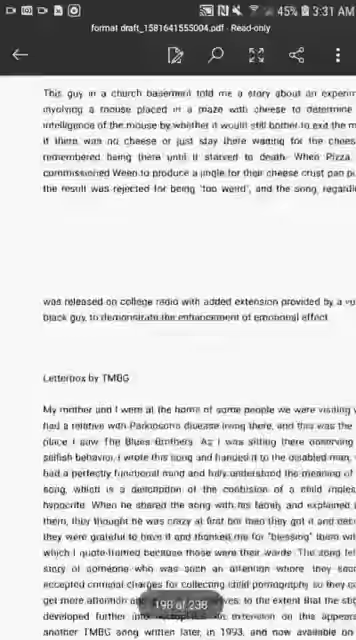 45% 3:31 AM
format draft_1581641555004.pdf - Read-only
This guy in a church basement told me a story about an experim
involving a mouse placed in a maze with cheese to determine
intelligence of the mouse by whether it would still bother to exit the m
if there was no cheese or just stay there waiting for the chees
remembered being there until it starved to death. When Pizza
commissioned Ween to produce a jingle for their cheese crust pan pi
the result was rejected for being "too weird", and the song, regardl
was released on college radio with added extension provided by a
black guy, to demonstrate the enhancement of emotional effect.
Letterbox by TMBG
My mother and I were at the home of some people we were visiting
had a relative with Parkinsons disease living there, and this was the
place I saw The Blues Brothers. As I was sitting there observing
selfish behavior, I wrote this song and handed it to the disabled man,
had a perfectly functional mind and fully understood the meaning of
song, which is a description of the confusion of a child moles
hypocrite. When he shared the song with his family and explained
them, they thought he was crazy at first but then they got it and
they were grateful to have it and thanked me for "blessing" them wit
which I quote-framed because those were their words. The song
story of someone who was such an attention whore they
accepted criminal charges for collecting child pornography so they
get more attention to the extent that the
developed further into an extension on this
another TMBG song written later, in 1993, and now available
198 of 238